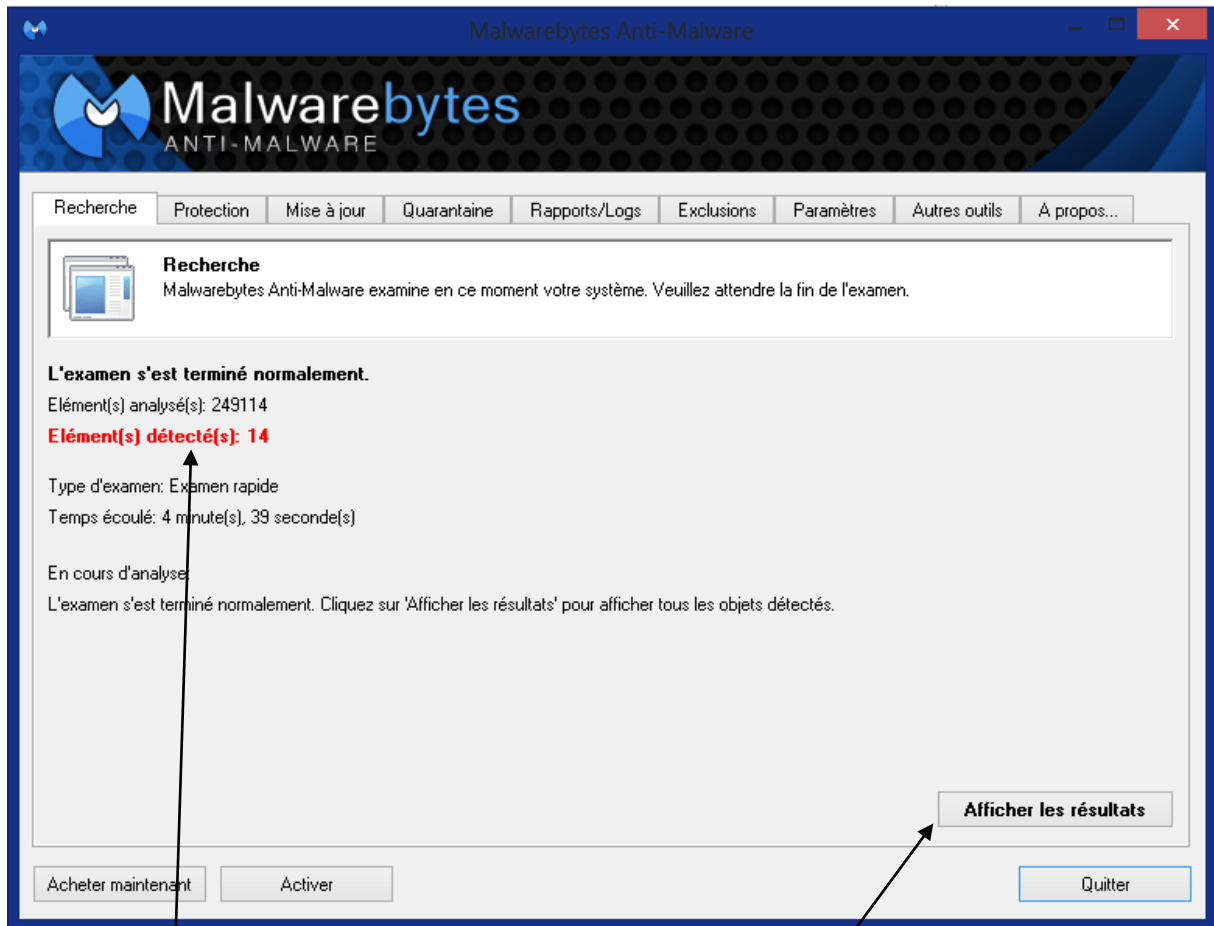 Malwarebytes Anti-Malware
Malwarebytes
ANTI-MALWARE
Recherche
Protection
Mise à jour
Quarantaine
Rapports/Logs
Exclusions
Paramètres
Autres outils
A propos...
Recherche
Malwarebytes Anti-Malware examine en ce moment votre système. Veuillez attendre la fin de l'examen.
L'examen s'est terminé normalement.
Elément(s) analysé(s): 249114
Elément(s) détecté(s): 14
Type d'examen: Examen rapide
Temps écoulé: 4 minute(s), 39 seconde(s)
En cours d'analyse:
L'examen s'est terminé normalement. Cliquez sur 'Afficher les résultats' pour afficher tous les objets détectés.
Afficher les résultats
Acheter maintenant
Activer
Quitter